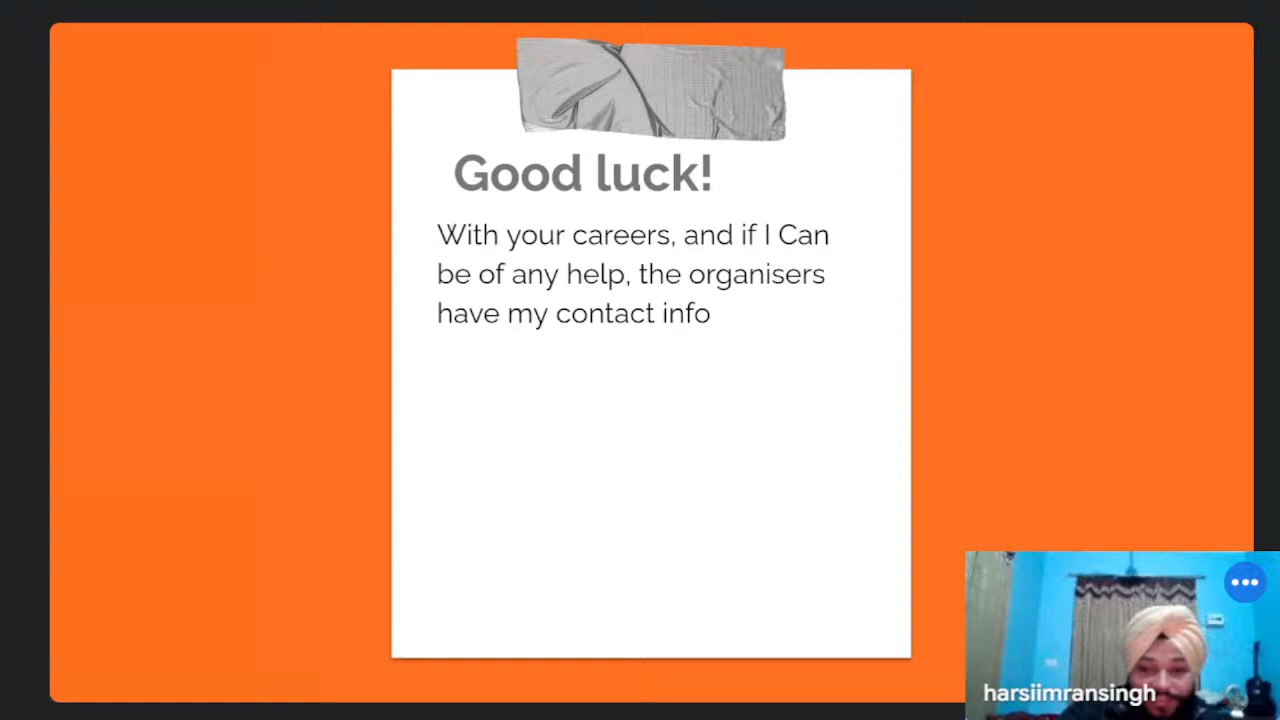 Good luck!
With your careers, and if I Can
be of any help, the organisers
have my contact info
harsiimransingh